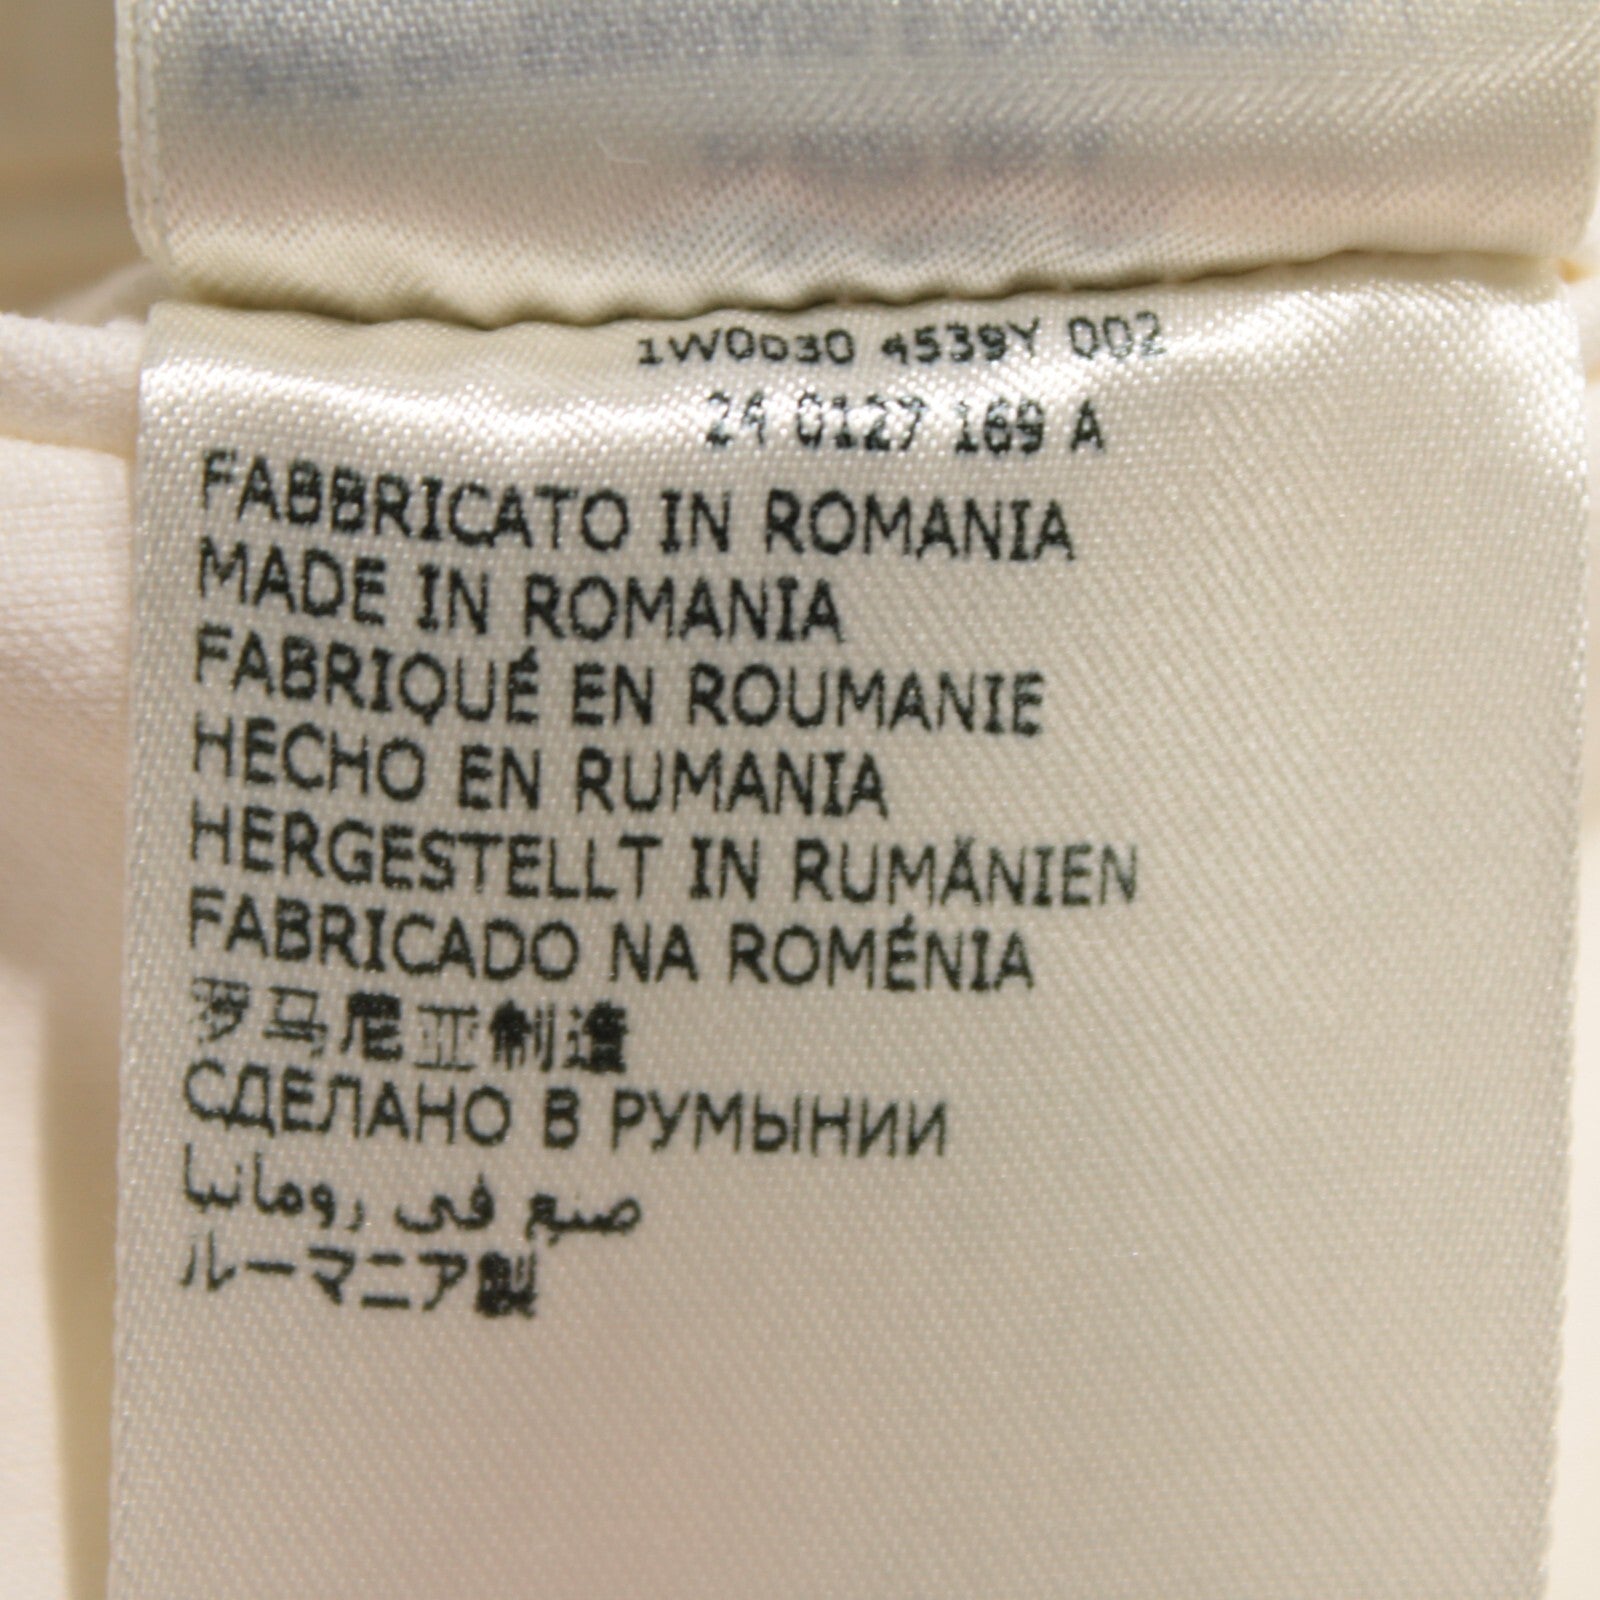 1W0030 4539Y 002
24 0127 169 A
FABBRICATO IN ROMANIA
MADE IN ROMANIA
FABRIQUÉ EN ROUMANIE
HECHO EN RUMANIA
HERGESTELLT IN RUMÄNIEN
FABRICADO NA ROMÉNIA
罗马尼亚制造
СДЕЛАНО В РУМЫНИИ
صنع في رومانيا
ルーマニア製